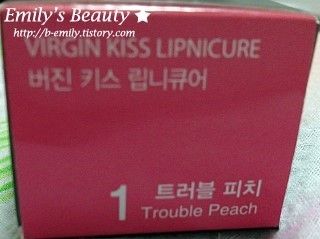 Emily's Beauty★
http://b-emily.tistory.com
VIRGIN KISS LIPNICURE
버진 키스 립니큐어
1 트러블 피치
Trouble Peach